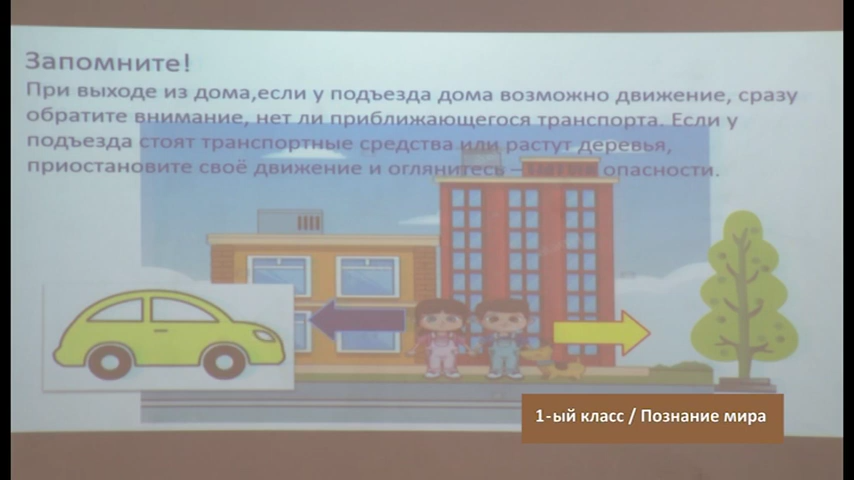 Запомните!
При выходе из дома,если у подъезда дома возможно движение, сразу
обратите внимание, нет ли приближающегося транспорта. Если у
подъезда стоят транспортные средства или растут деревья,
приостановите своё движение и оглянитесь – опасности.
1-ый класс / Познание мира